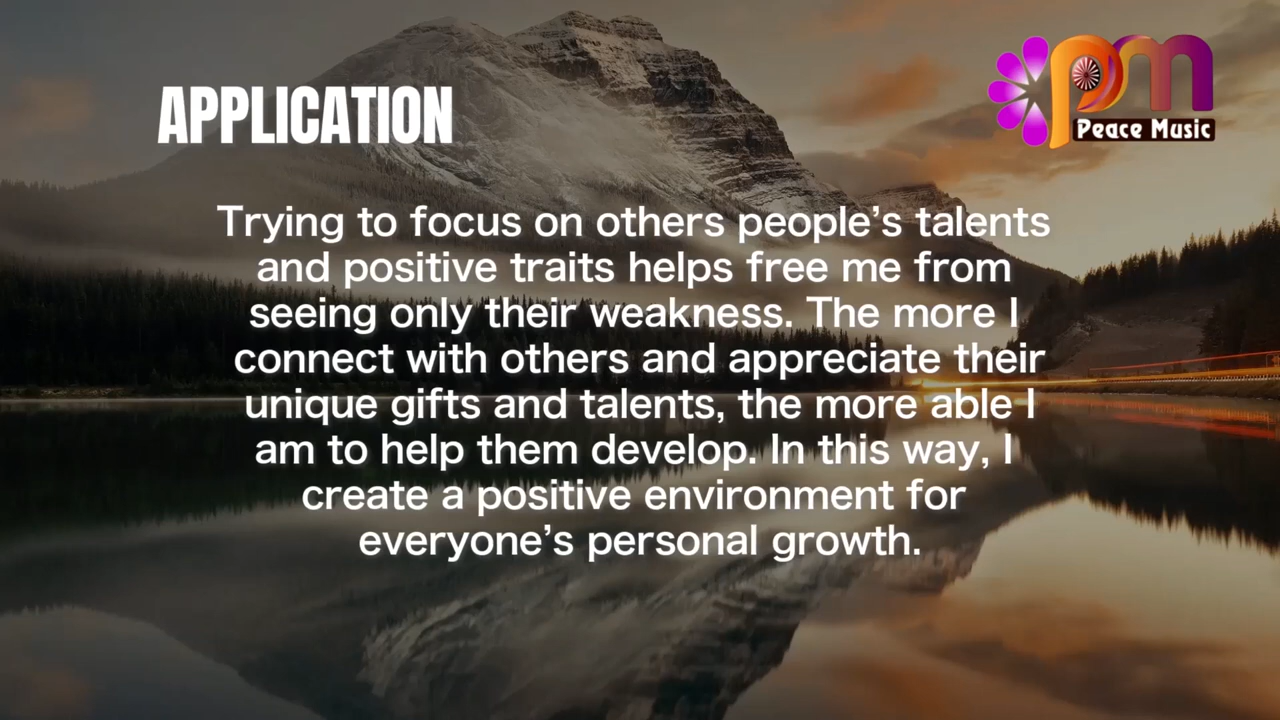 APPLICATION
pm
Peace Music
Trying to focus on others people’s talents
and positive traits helps free me from
seeing only their weakness. The more I
connect with others and appreciate their
unique gifts and talents, the more able I
am to help them develop. In this way, I
create a positive environment for
everyone’s personal growth.